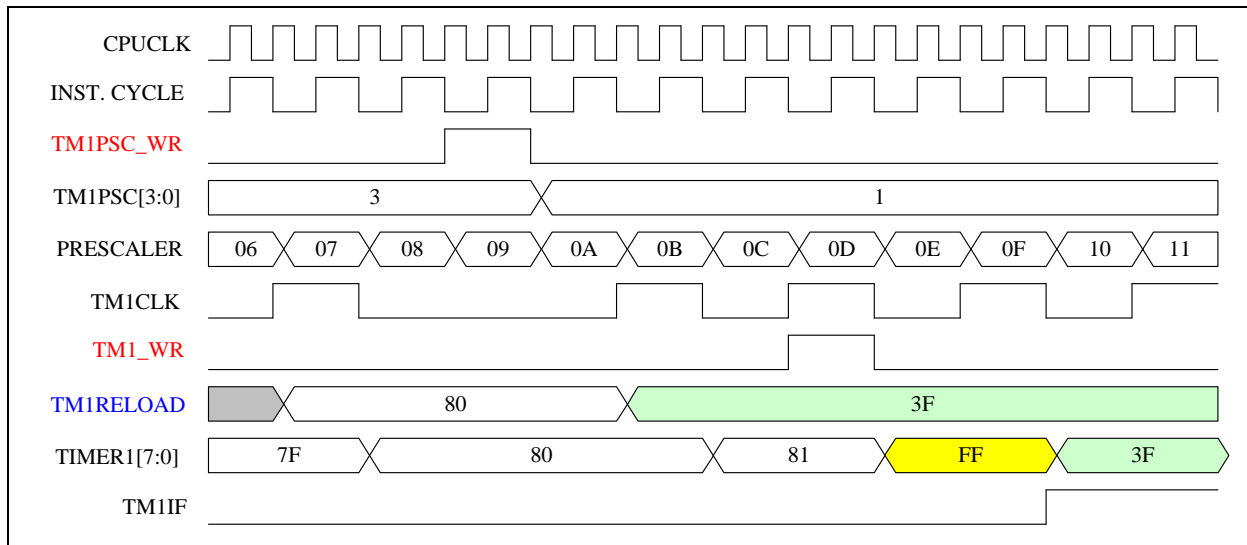 CPUCLK
INST. CYCLE
TM1PSC_WR
TM1PSC[3:0] 3 1
PRESCALER 06 07 08 09 0A 0B 0C 0D 0E 0F 10 11
TM1CLK
TM1_WR
TM1RELOAD 80 3F
TIMER1[7:0] 7F 80 81 FF 3F
TM1IF